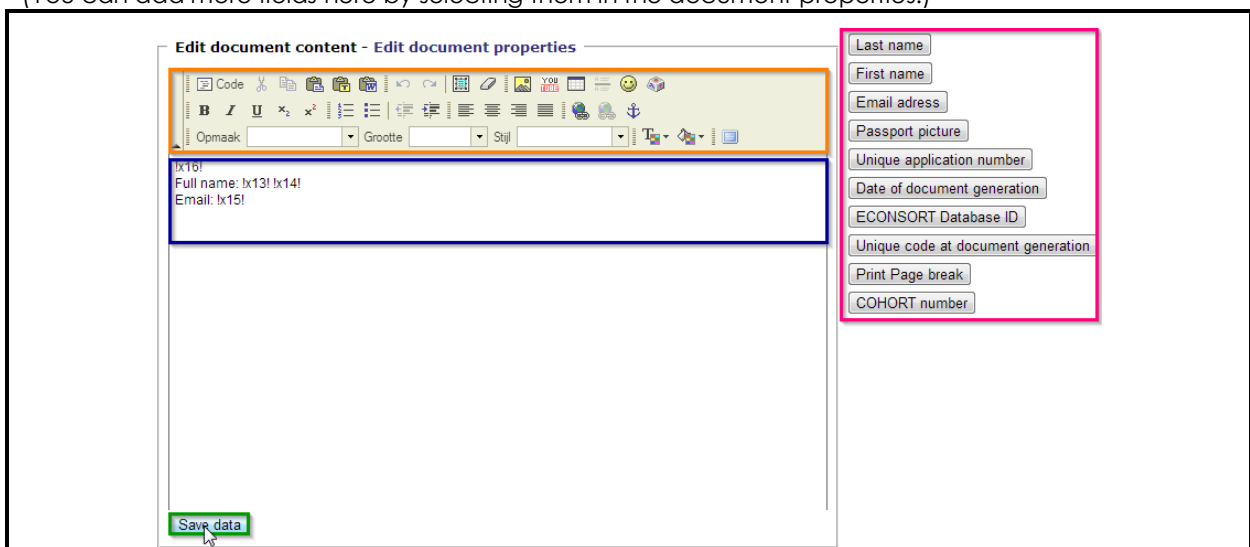 (You can add more fields here by selecting them in the document properties.)
Edit document content - Edit document properties
Code
YOU
B I U x₂ x²
Opmaak Grootte Stijl
!x16!
Full name: !x13! !x14!
Email: !x15!
Save data
Last name
First name
Email adress
Passport picture
Unique application number
Date of document generation
ECONSORT Database ID
Unique code at document generation
Print Page break
COHORT number